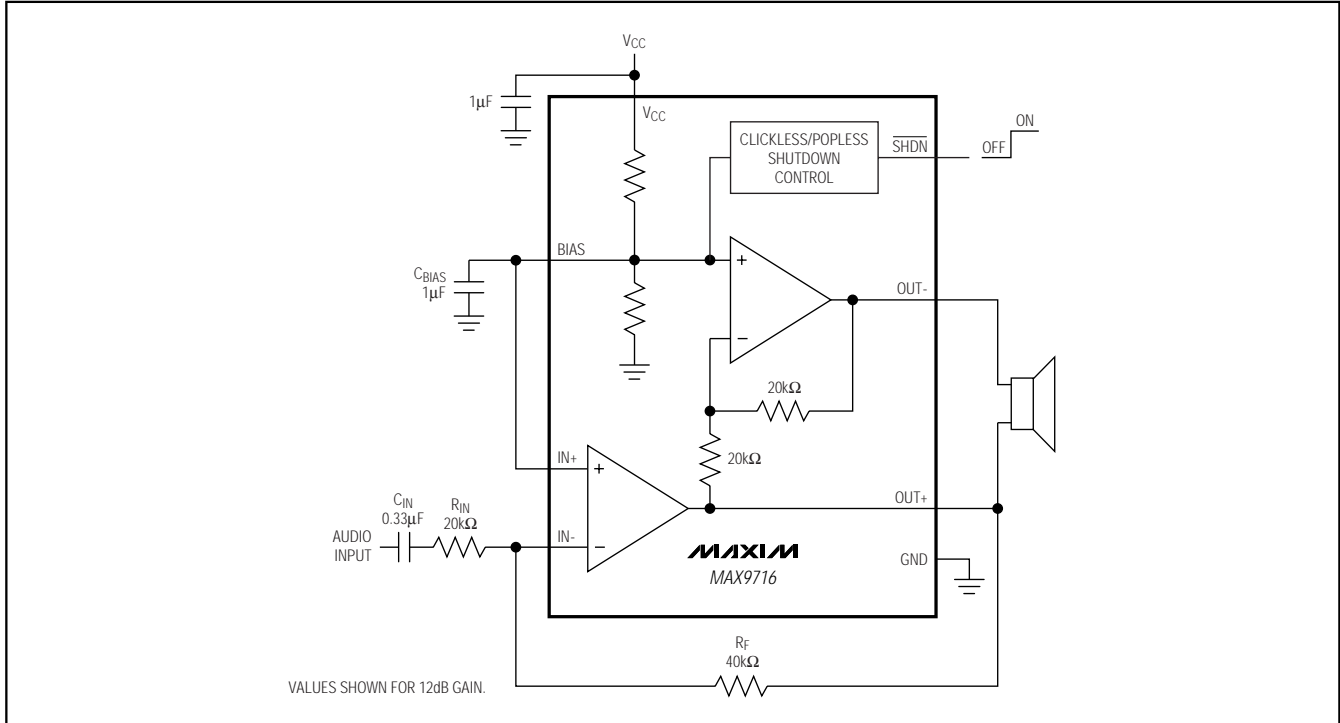 VCC
1μF
VCC
ON
CLICKLESS/POPLESS
SHUTDOWN
CONTROL
SHDN
OFF
BIAS
+
CBIAS
1μF
OUT-
−
20kΩ
20kΩ
IN+
+
OUT+
CIN
0.33μF
RIN
20kΩ
AUDIO
INPUT
IN-
−
MAXIM
MAX9716
GND
RF
40kΩ
VALUES SHOWN FOR 12dB GAIN.